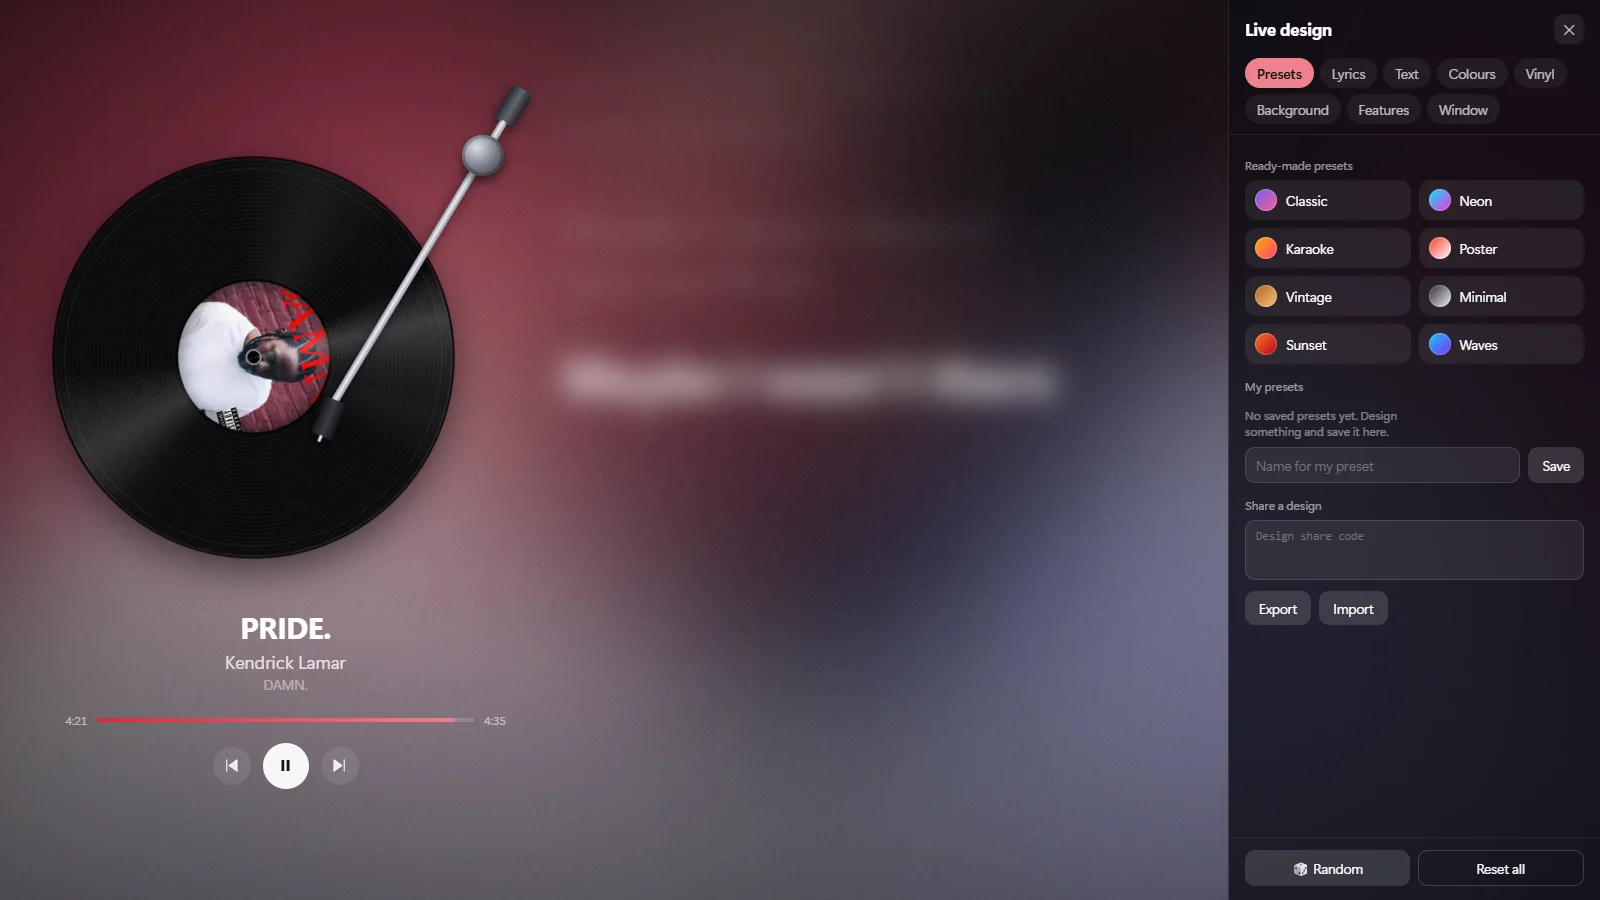 Live design
Presets
Lyrics
Text
Colours
Vinyl
Background
Features
Window
Ready-made presets
Classic
Neon
Karaoke
Poster
Vintage
Minimal
Sunset
Waves
My presets
No saved presets yet. Design
something and save it here.
Name for my preset
Save
Share a design
Design share code
Export
Import
Random
Reset all
PRIDE.
Kendrick Lamar
DAMN.
4:21
4:35